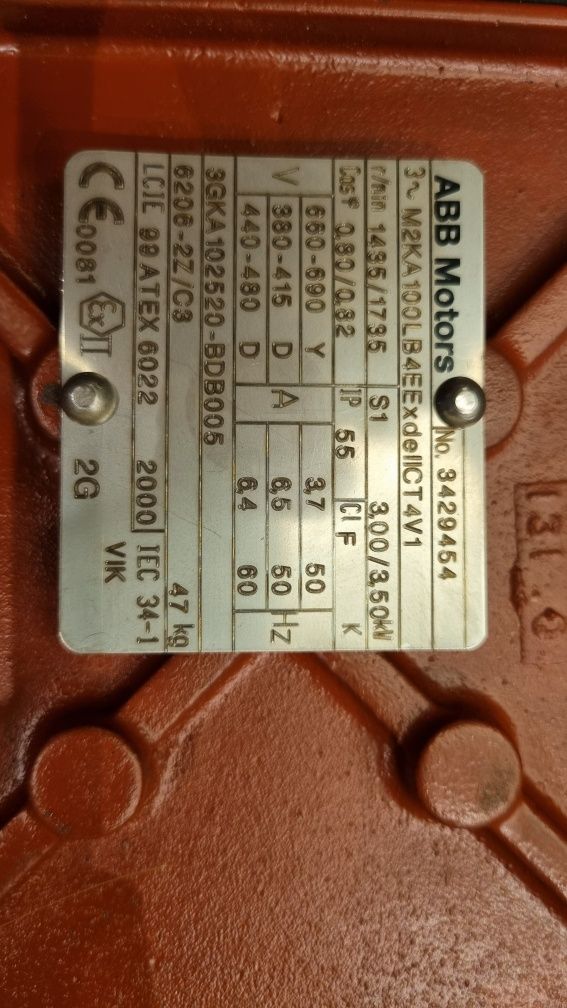 ABB Motors No. 3429454
3~ M2KA100LB4EExdeIICT4V1
r/min 1435/1735 S1 3,00/3,50kW
Cosφ 0,80/0,82 IP 55 Cl F K
V 660-690 Y A 3,7 50 Hz
380-415 D 6,5 50
440-480 D 6,4 60
3GKA102520-BDB005
6206-2Z/C3 47 kg
LCIE 99 ATEX 6022 2000 IEC 34-1
CE 0081 Ex II 2G VIK